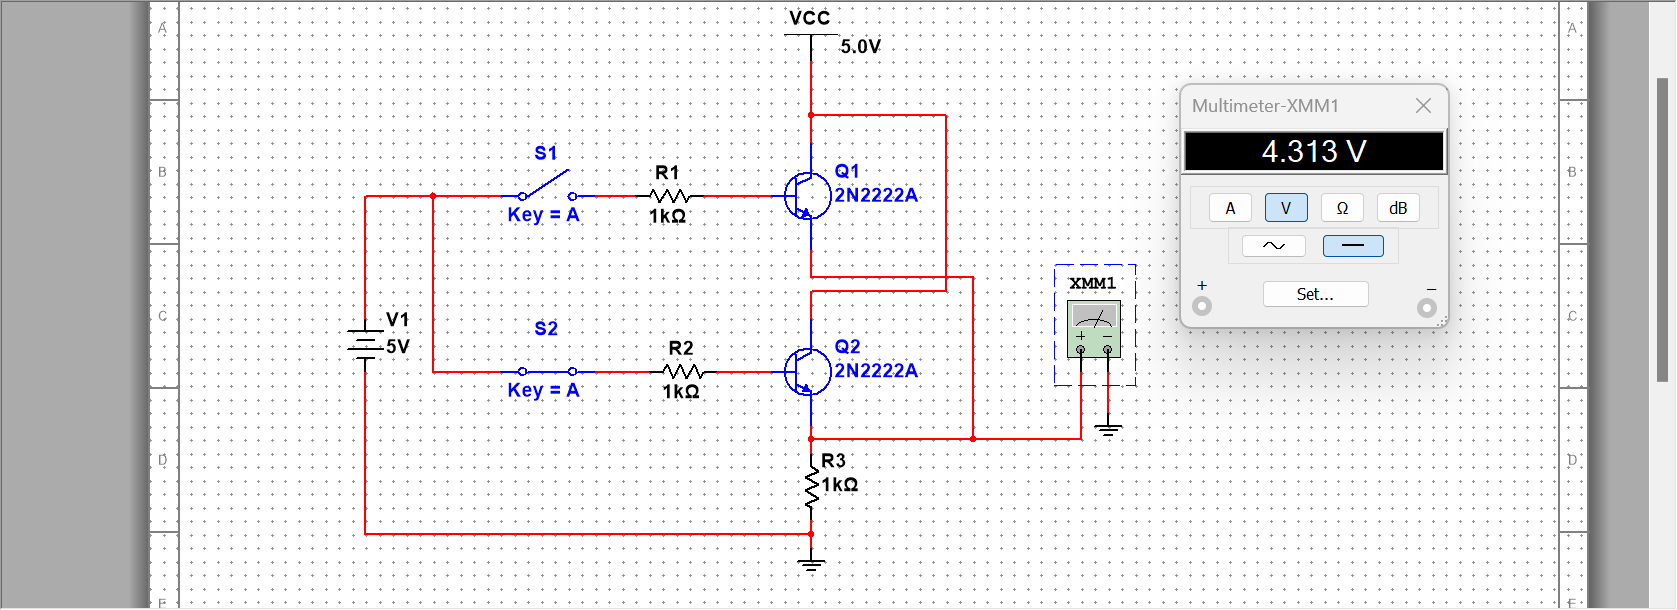 A
A
VCC
5.0V
Multimeter-XMM1
4.313 V
A
V
Ω
dB
+
−
Set...
B
B
S1
Key = A
R1
1kΩ
Q1
2N2222A
XMM1
+
−
C
C
V1
5V
S2
Key = A
R2
1kΩ
Q2
2N2222A
D
D
R3
1kΩ
E
E